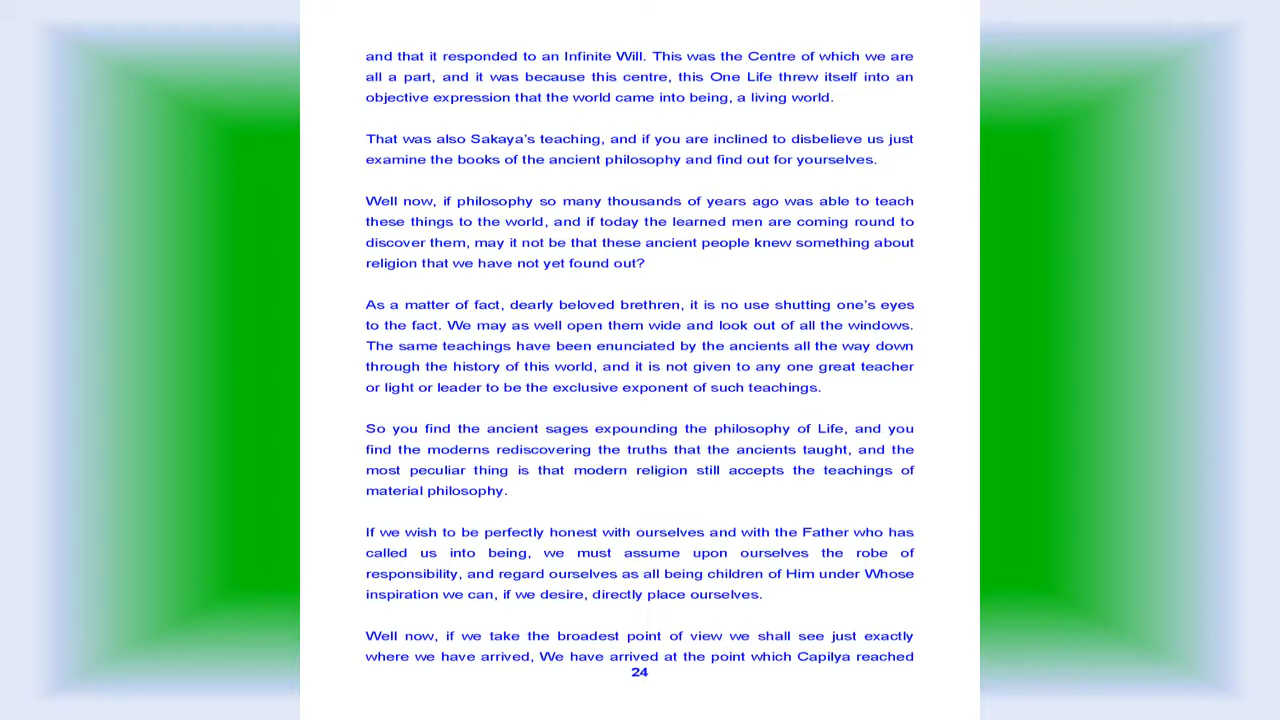 and that it responded to an Infinite Will. This was the Centre of which we are
all a part, and it was because this centre, this One Life threw itself into an
objective expression that the world came into being, a living world.
That was also Sakaya's teaching, and if you are inclined to disbelieve us just
examine the books of the ancient philosophy and find out for yourselves.
Well now, if philosophy so many thousands of years ago was able to teach
these things to the world, and if today the learned men are coming round to
discover them, may it not be that these ancient people knew something about
religion that we have not yet found out?
As a matter of fact, dearly beloved brethren, it is no use shutting one's eyes
to the fact. We may as well open them wide and look out of all the windows.
The same teachings have been enunciated by the ancients all the way down
through the history of this world, and it is not given to any one great teacher
or light or leader to be the exclusive exponent of such teachings.
So you find the ancient sages expounding the philosophy of Life, and you
find the moderns rediscovering the truths that the ancients taught, and the
most peculiar thing is that modern religion still accepts the teachings of
material philosophy.
If we wish to be perfectly honest with ourselves and with the Father who has
called us into being, we must assume upon ourselves the robe of
responsibility, and regard ourselves as all being children of Him under Whose
inspiration we can, if we desire, directly place ourselves.
Well now, if we take the broadest point of view we shall see just exactly
where we have arrived, We have arrived at the point which Capilya reached
24